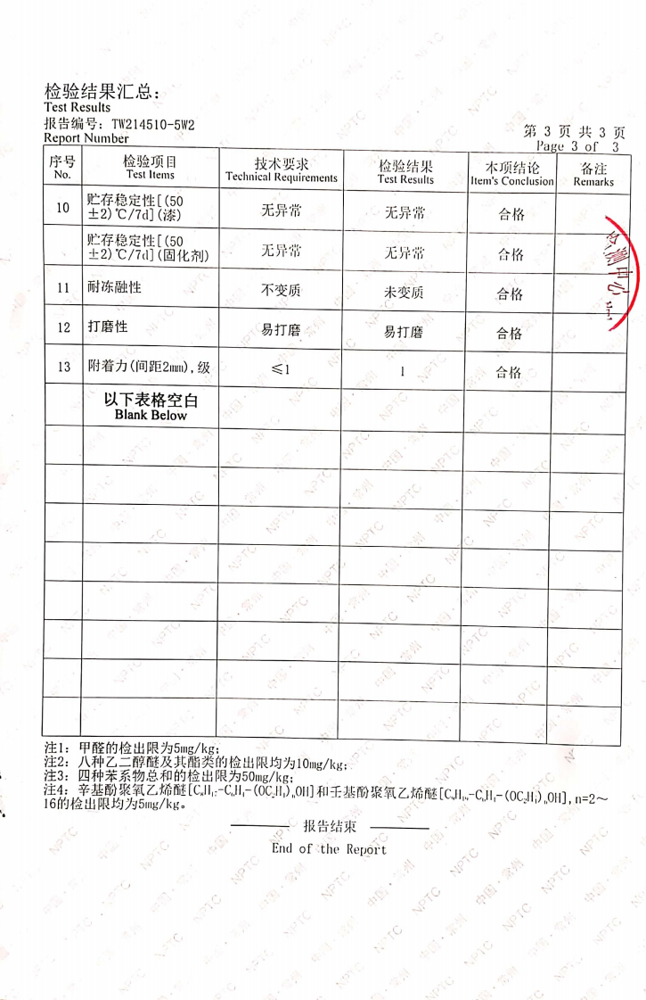 检验结果汇总：
Test Results
报告编号：TW214510-5W2
Report Number
第 3 页 共 3 页
Page 3 of 3
序号 检验项目 技术要求 检验结果 本项结论 备注
No. Test Items Technical Requirements Test Results Item's Conclusion Remarks
10 贮存稳定性[(50 无异常 无异常 合格
±2)℃/7d](漆)
贮存稳定性[(50 无异常 无异常 合格
±2)℃/7d](固化剂)
11 耐冻融性 不变质 未变质 合格
12 打磨性 易打磨 易打磨 合格
13 附着力(间距2mm),级 ≤1 1 合格
以下表格空白
Blank Below
注1：甲醛的检出限为5mg/kg;
注2：八种乙二醇醚及其酯类的检出限均为10mg/kg;
注3：四种苯系物总和的检出限为50mg/kg;
注4：辛基酚聚氧乙烯醚 和壬基酚聚氧乙烯醚 ,n=2～
16的检出限均为5mg/kg。
报告结束
End of the Report
测中心
中国·常州 NPTC